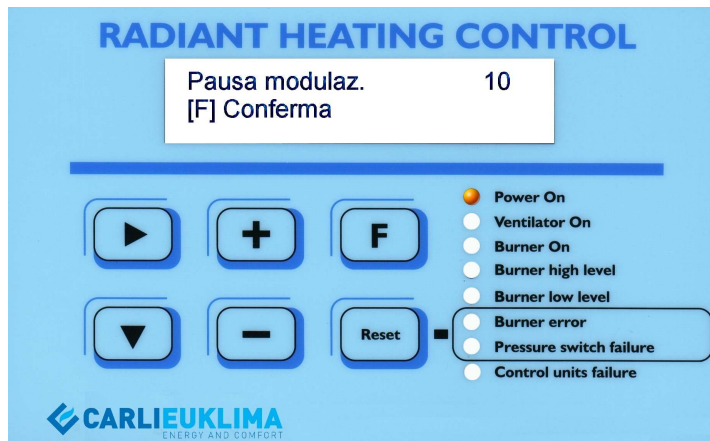 RADIANT HEATING CONTROL
Pausa modulaz. 10
[F] Conferma
F
Reset
Power On
Ventilator On
Burner On
Burner high level
Burner low level
Burner error
Pressure switch failure
Control units failure
CARLIEUKLIMA
ENERGY AND COMFORT